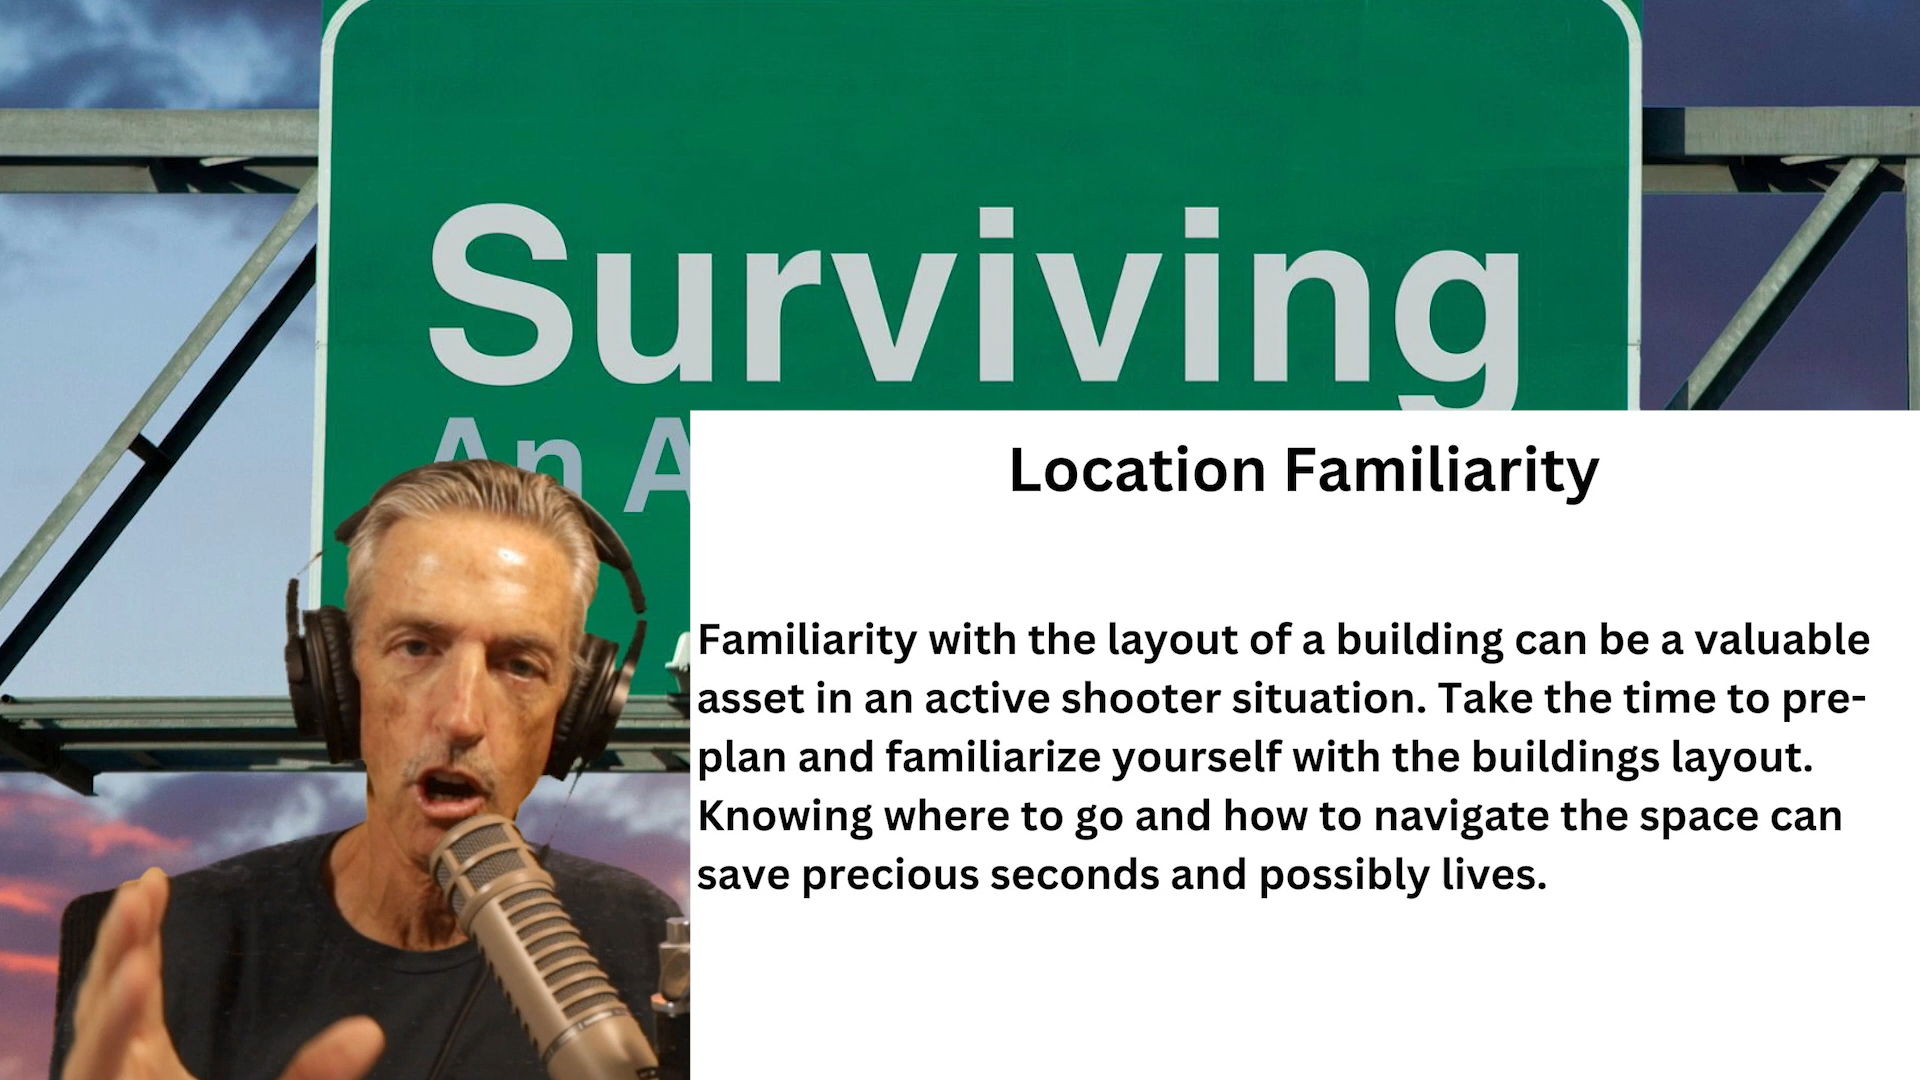 Surviving
An A
Location Familiarity
Familiarity with the layout of a building can be a valuable
asset in an active shooter situation. Take the time to pre-
plan and familiarize yourself with the buildings layout.
Knowing where to go and how to navigate the space can
save precious seconds and possibly lives.